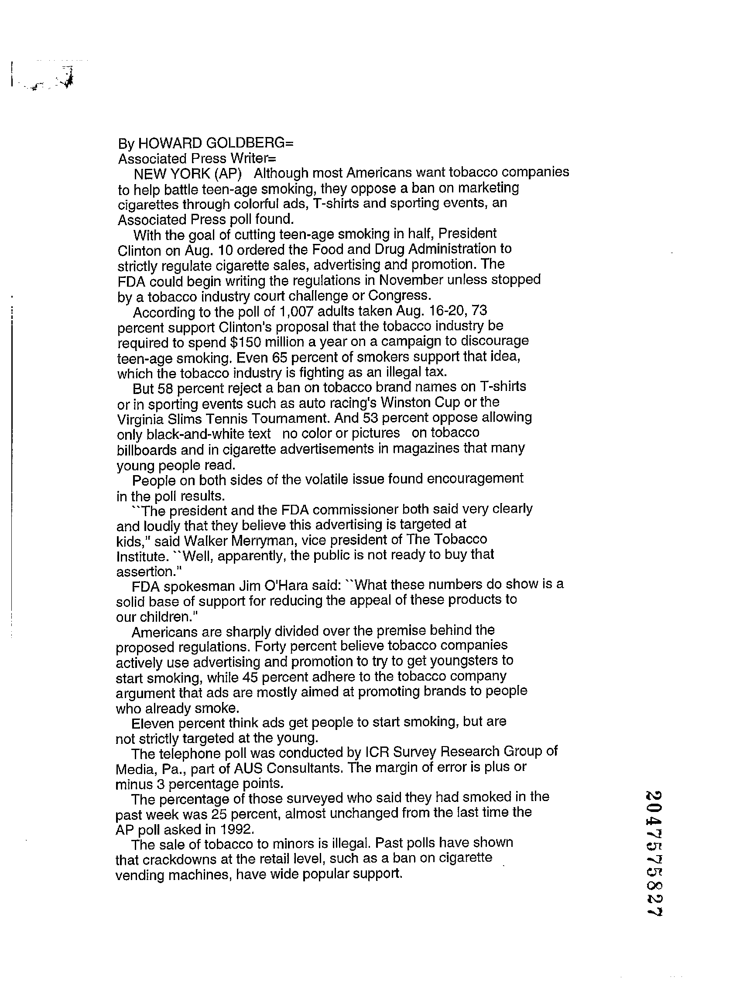 By HOWARD GOLDBERG=
Associated Press Writer=
NEW YORK (AP)   Although most Americans want tobacco companies
to help battle teen-age smoking, they oppose a ban on marketing
cigarettes through colorful ads, T-shirts and sporting events, an
Associated Press poll found.
With the goal of cutting teen-age smoking in half, President
Clinton on Aug. 10 ordered the Food and Drug Administration to
strictly regulate cigarette sales, advertising and promotion. The
FDA could begin writing the regulations in November unless stopped
by a tobacco industry court challenge or Congress.
According to the poll of 1,007 adults taken Aug. 16-20, 73
percent support Clinton's proposal that the tobacco industry be
required to spend $150 million a year on a campaign to discourage
teen-age smoking. Even 65 percent of smokers support that idea,
which the tobacco industry is fighting as an illegal tax.
But 58 percent reject a ban on tobacco brand names on T-shirts
or in sporting events such as auto racing's Winston Cup or the
Virginia Slims Tennis Tournament. And 53 percent oppose allowing
only black-and-white text   no color or pictures   on tobacco
billboards and in cigarette advertisements in magazines that many
young people read.
People on both sides of the volatile issue found encouragement
in the poll results.
``The president and the FDA commissioner both said very clearly
and loudly that they believe this advertising is targeted at
kids,'' said Walker Merryman, vice president of The Tobacco
Institute. ``Well, apparently, the public is not ready to buy that
assertion.''
FDA spokesman Jim O'Hara said: ``What these numbers do show is a
solid base of support for reducing the appeal of these products to
our children.''
Americans are sharply divided over the premise behind the
proposed regulations. Forty percent believe tobacco companies
actively use advertising and promotion to try to get youngsters to
start smoking, while 45 percent adhere to the tobacco company
argument that ads are mostly aimed at promoting brands to people
who already smoke.
Eleven percent think ads get people to start smoking, but are
not strictly targeted at the young.
The telephone poll was conducted by ICR Survey Research Group of
Media, Pa., part of AUS Consultants. The margin of error is plus or
minus 3 percentage points.
The percentage of those surveyed who said they had smoked in the
past week was 25 percent, almost unchanged from the last time the
AP poll asked in 1992.
The sale of tobacco to minors is illegal. Past polls have shown
that crackdowns at the retail level, such as a ban on cigarette
vending machines, have wide popular support.
2047575827